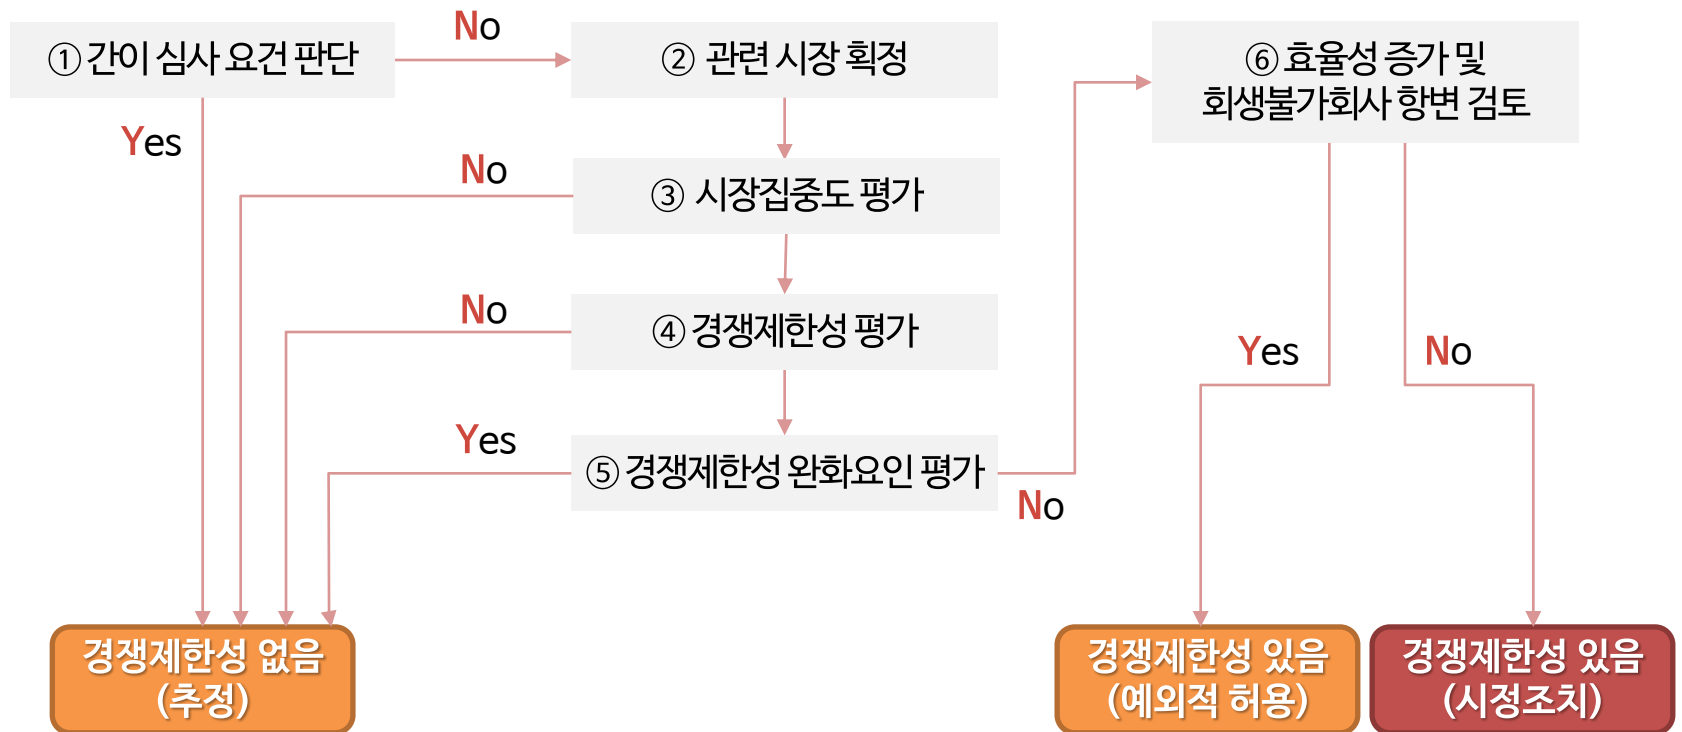 ① 간이 심사 요건 판단
No
② 관련 시장 획정
Yes
No
③ 시장집중도 평가
No
④ 경쟁제한성 평가
Yes
⑤ 경쟁제한성 완화요인 평가
No
⑥ 효율성 증가 및
회생불가회사 항변 검토
Yes
No
경쟁제한성 없음
(추정)
경쟁제한성 있음
(예외적 허용)
경쟁제한성 있음
(시정조치)